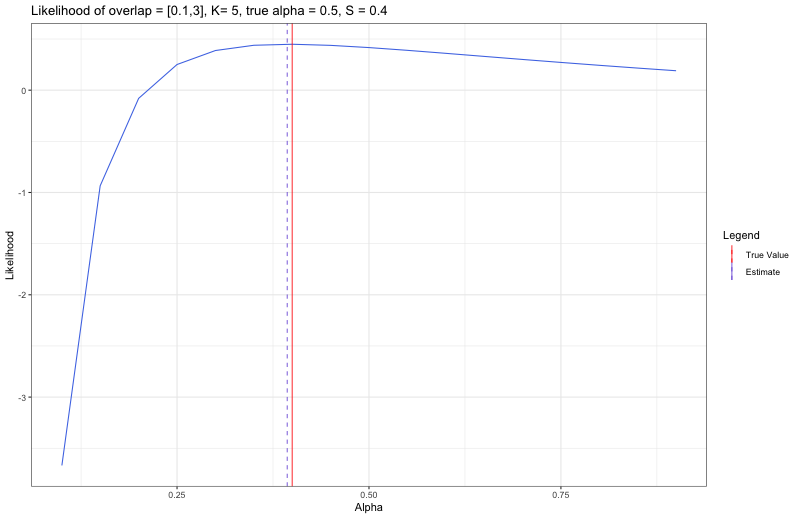 Likelihood of overlap = [0.1,3], K= 5, true alpha = 0.5, S = 0.4
0
-1
-2
-3
Likelihood
0.25
0.50
0.75
Alpha
Legend
True Value
Estimate